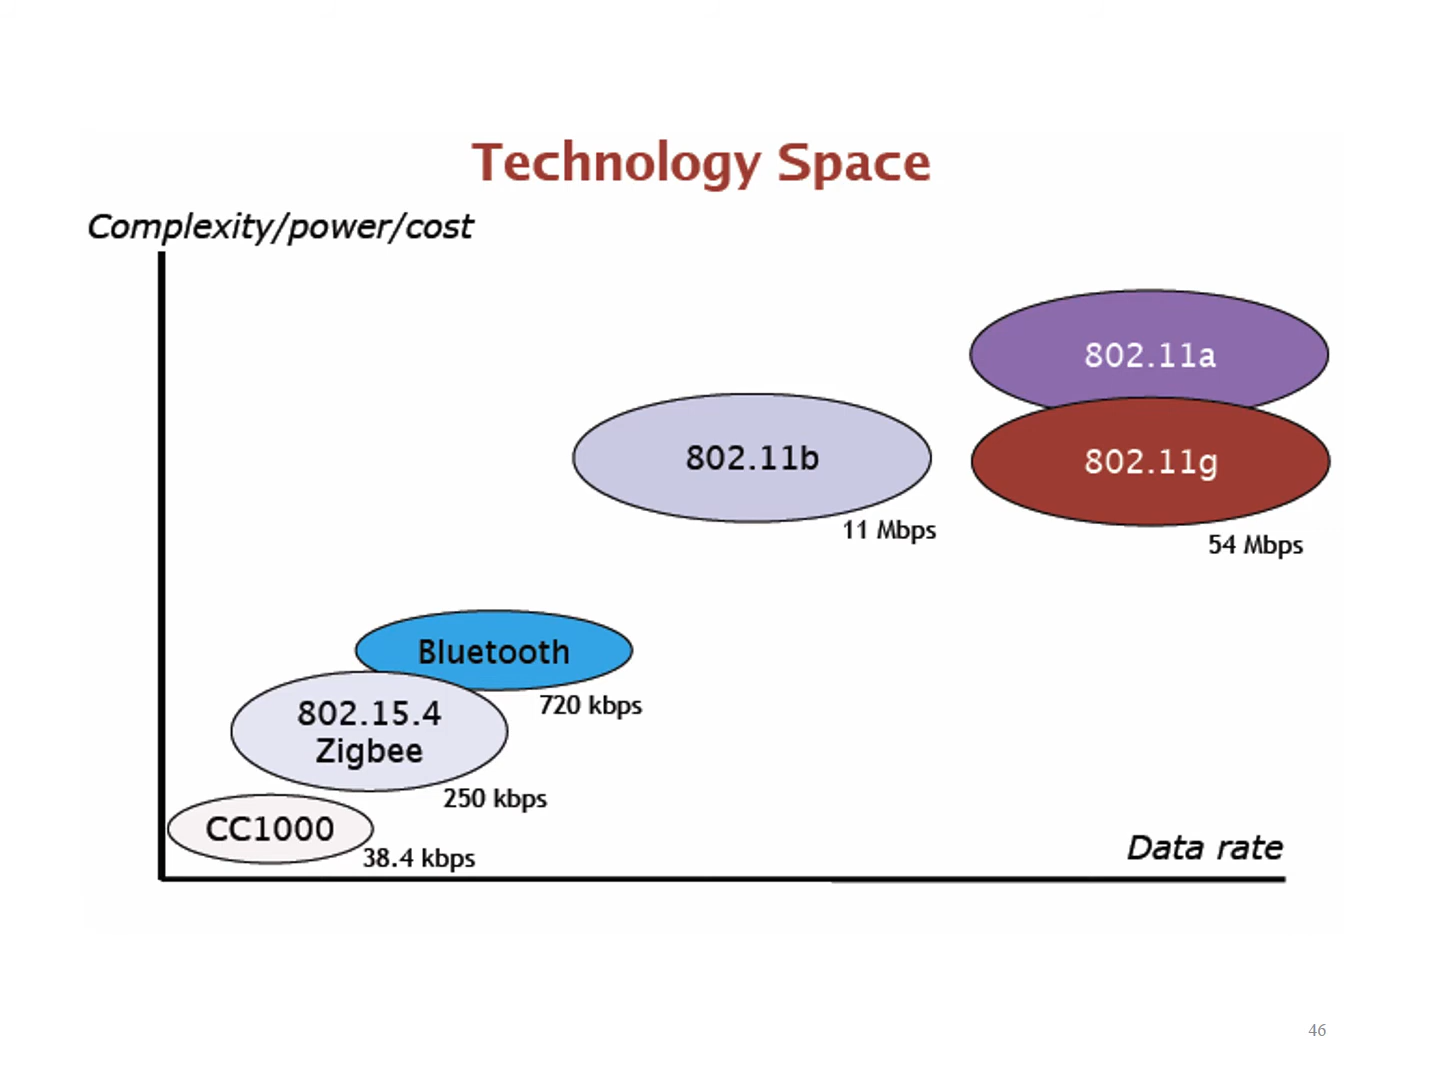 Technology Space
Complexity/power/cost
802.11a
802.11b
802.11g
11 Mbps
54 Mbps
Bluetooth
720 kbps
802.15.4
Zigbee
250 kbps
CC1000
38.4 kbps
Data rate
46